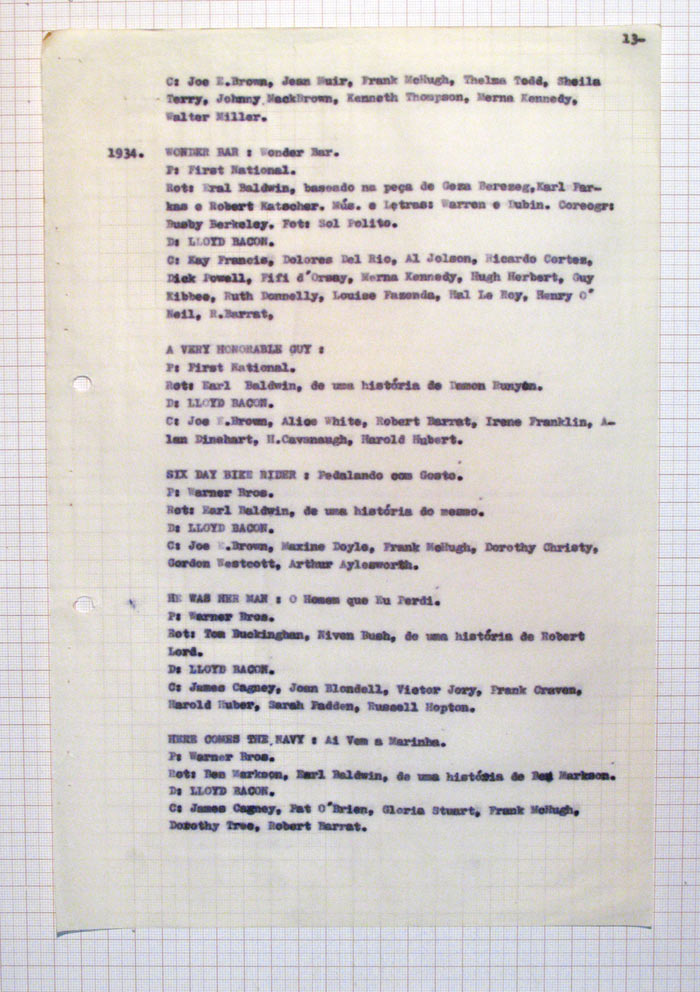 13-
C: Joe E.Brown, Jean Muir, Frank McHugh, Thelma Todd, Sheila
Terry, Johnny MackBrown, Kenneth Thompson, Merna Kennedy,
Walter Miller.
1934. WONDER BAR : Wonder Bar.
P: First National.
Rot: Eral Baldwin, baseado na peça de Geza Berezeg,Karl Far-
kas e Robert Katscher. Mús. e Letras: Warren e Dubin. Coreogr:
Busby Berkeley. Fot: Sol Polito.
D: LLOYD BACON.
C: Kay Francis, Dolores Del Rio, Al Jolson, Ricardo Cortez,
Dick Powell, Fifi d'Orsay, Merna Kennedy, Hugh Herbert, Guy
Kibbee, Ruth Donnelly, Louise Fazenda, Hal Le Roy, Henry O'
Neil, R.Barrat,
A VERY HONORABLE GUY :
P: First National.
Rot: Earl Baldwin, de uma história de Damon Runyon.
D: LLOYD BACON.
C: Joe E.Brown, Alice White, Robert Barrat, Irene Franklin, A-
lan Dinehart, H.Cavanaugh, Harold Hubert.
SIX DAY BIKE RIDER : Pedalando com Gosto.
P: Warner Bros.
Rot: Earl Baldwin, de uma história do mesmo.
D: LLOYD BACON.
C: Joe E.Brown, Maxine Doyle, Frank McHugh, Dorothy Christy,
Gordon Westcott, Arthur Aylesworth.
HE WAS HER MAN : O Homem que Eu Perdi.
P: Warner Bros.
Rot: Tom Buckinghan, Niven Bush, de uma história de Robert
Lord.
D: LLOYD BACON.
C: James Cagney, Joan Blondell, Victor Jory, Frank Craven,
Harold Huber, Sarah Padden, Russell Hopton.
HERE COMES THE NAVY : Ai Vem a Marinha.
P: Warner Bros.
Rot: Ben Markson, Earl Baldwin, de uma história de Ben Markson.
D: LLOYD BACON.
C: James Cagney, Pat O'Brien, Gloria Stuart, Frank McHugh,
Dorothy Tree, Robert Barrat.